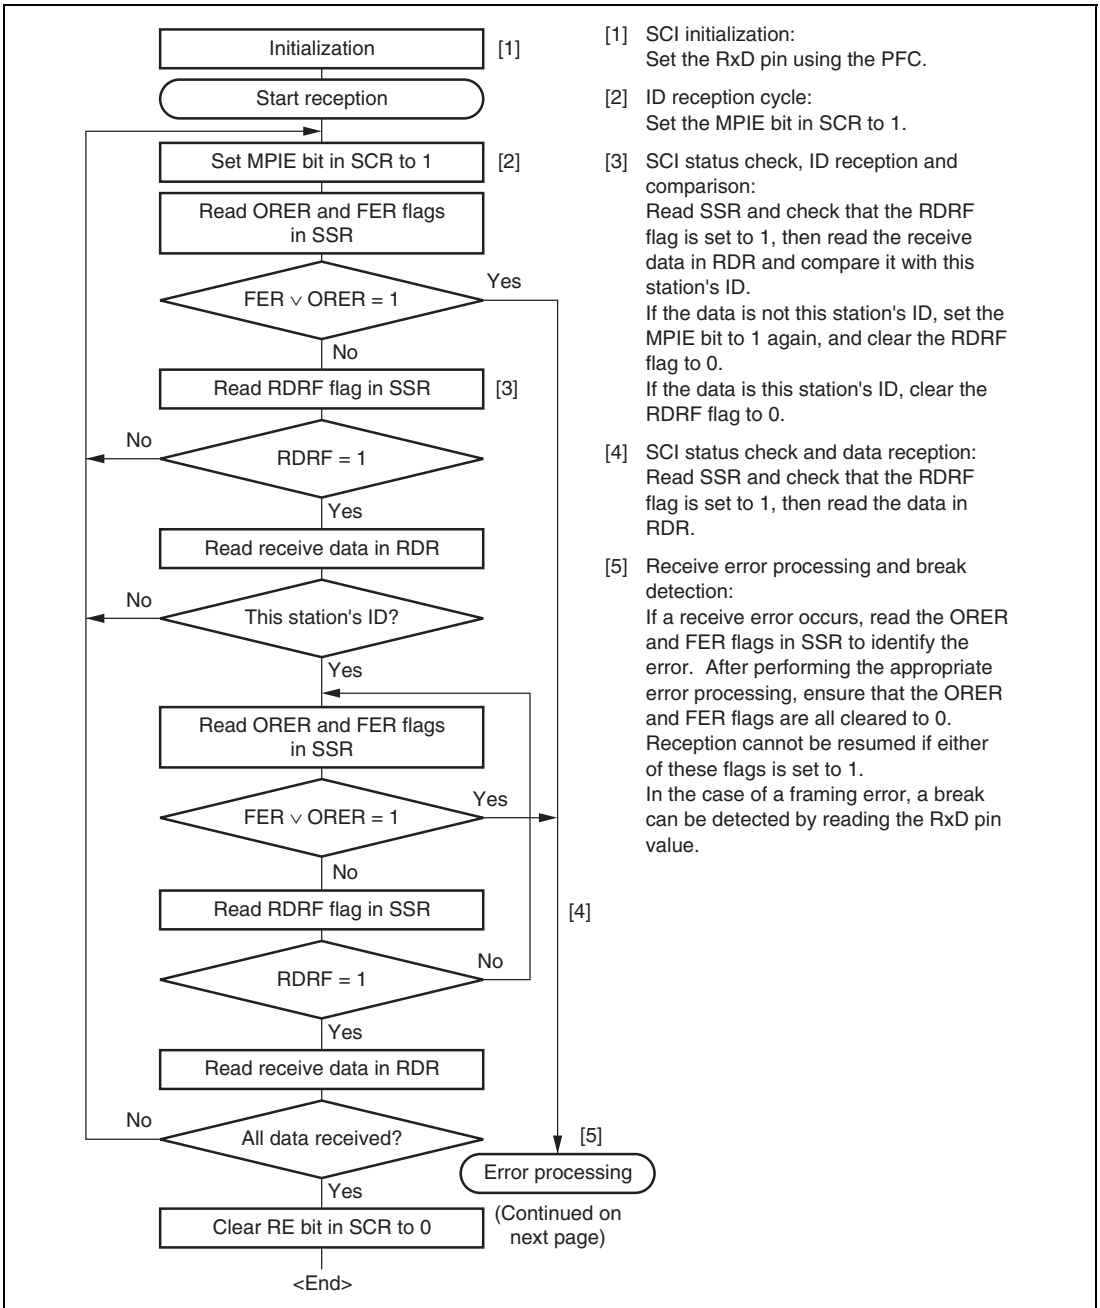 Initialization
[1]
Start reception
Set MPIE bit in SCR to 1
[2]
Read ORER and FER flags
in SSR
FER ∨ ORER = 1
Yes
No
Read RDRF flag in SSR
[3]
No
RDRF = 1
Yes
Read receive data in RDR
No
This station's ID?
Yes
Read ORER and FER flags
in SSR
FER ∨ ORER = 1
Yes
No
Read RDRF flag in SSR
[4]
RDRF = 1
No
Yes
Read receive data in RDR
No
All data received?
[5]
Error processing
Yes
(Continued on
next page)
Clear RE bit in SCR to 0
<End>
[1] SCI initialization:
Set the RxD pin using the PFC.
[2] ID reception cycle:
Set the MPIE bit in SCR to 1.
[3] SCI status check, ID reception and
comparison:
Read SSR and check that the RDRF
flag is set to 1, then read the receive
data in RDR and compare it with this
station's ID.
If the data is not this station's ID, set the
MPIE bit to 1 again, and clear the RDRF
flag to 0.
If the data is this station's ID, clear the
RDRF flag to 0.
[4] SCI status check and data reception:
Read SSR and check that the RDRF
flag is set to 1, then read the data in
RDR.
[5] Receive error processing and break
detection:
If a receive error occurs, read the ORER
and FER flags in SSR to identify the
error. After performing the appropriate
error processing, ensure that the ORER
and FER flags are all cleared to 0.
Reception cannot be resumed if either
of these flags is set to 1.
In the case of a framing error, a break
can be detected by reading the RxD pin
value.